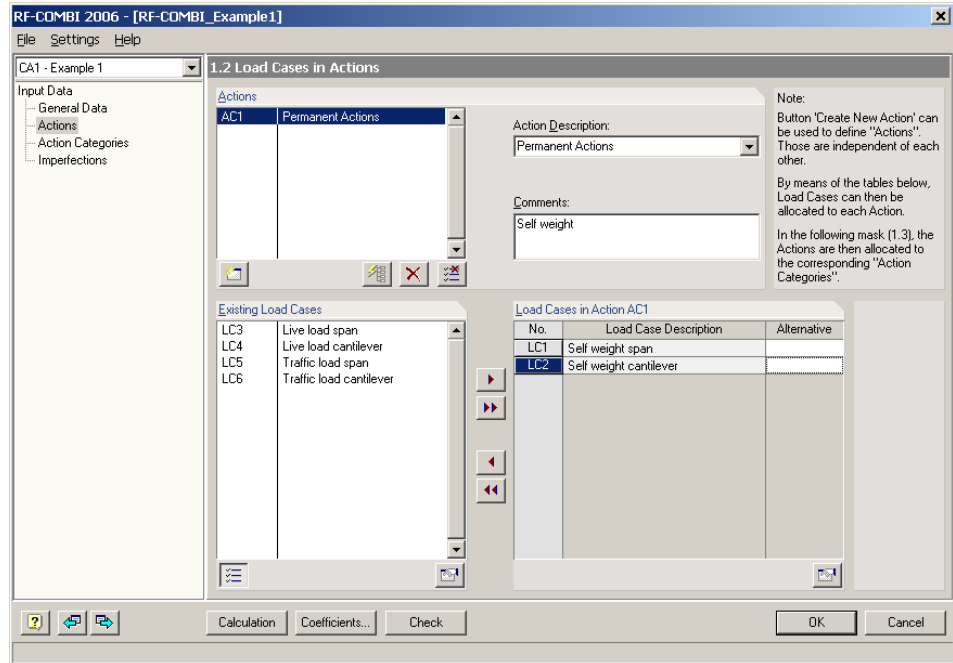 RF-COMBI 2006 - [RF-COMBI_Example1]
File Settings Help
CA1 - Example 1
Input Data
General Data
Actions
Action Categories
Imperfections
1.2 Load Cases in Actions
Actions
AC1 Permanent Actions
Action Description:
Permanent Actions
Comments:
Self weight
Note:
Button 'Create New Action' can
be used to define "Actions".
Those are independent of each
other.
By means of the tables below,
Load Cases can then be
allocated to each Action.
In the following mask (1.3), the
Actions are then allocated to
the corresponding "Action
Categories".
Existing Load Cases
LC3 Live load span
LC4 Live load cantilever
LC5 Traffic load span
LC6 Traffic load cantilever
Load Cases in Action AC1
No. Load Case Description Alternative
LC1 Self weight span
LC2 Self weight cantilever
Calculation Coefficients... Check OK Cancel